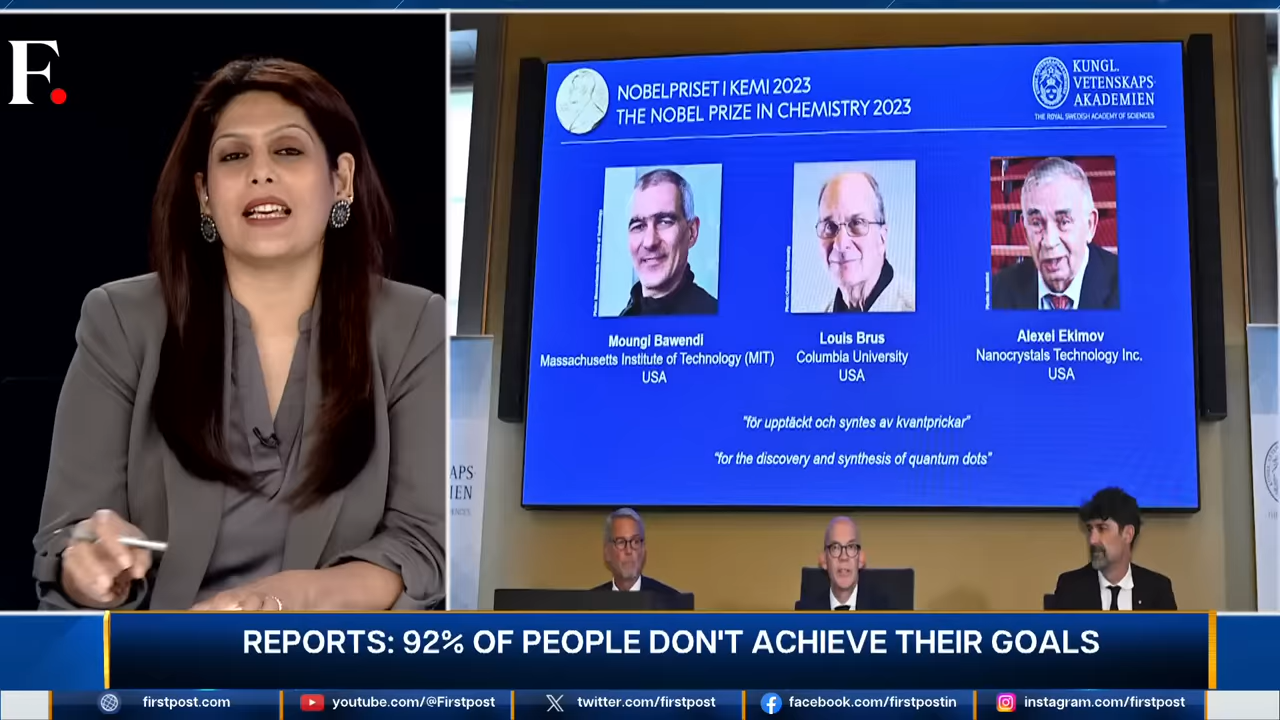 F.
NOBELPRISET I KEMI 2023
THE NOBEL PRIZE IN CHEMISTRY 2023
KUNGL.
VETENSKAPS
AKADEMIEN
THE ROYAL SWEDISH ACADEMY OF SCIENCES
Moungi Bawendi
Massachusetts Institute of Technology (MIT)
USA
Louis Brus
Columbia University
USA
Alexei Ekimov
Nanocrystals Technology Inc.
USA
"för upptäckt och syntes av kvantprickar"
"for the discovery and synthesis of quantum dots"
APS
IEN
REPORTS: 92% OF PEOPLE DON'T ACHIEVE THEIR GOALS
firstpost.com
youtube.com/@Firstpost
twitter.com/firstpost
facebook.com/firstpostin
instagram.com/firstpost